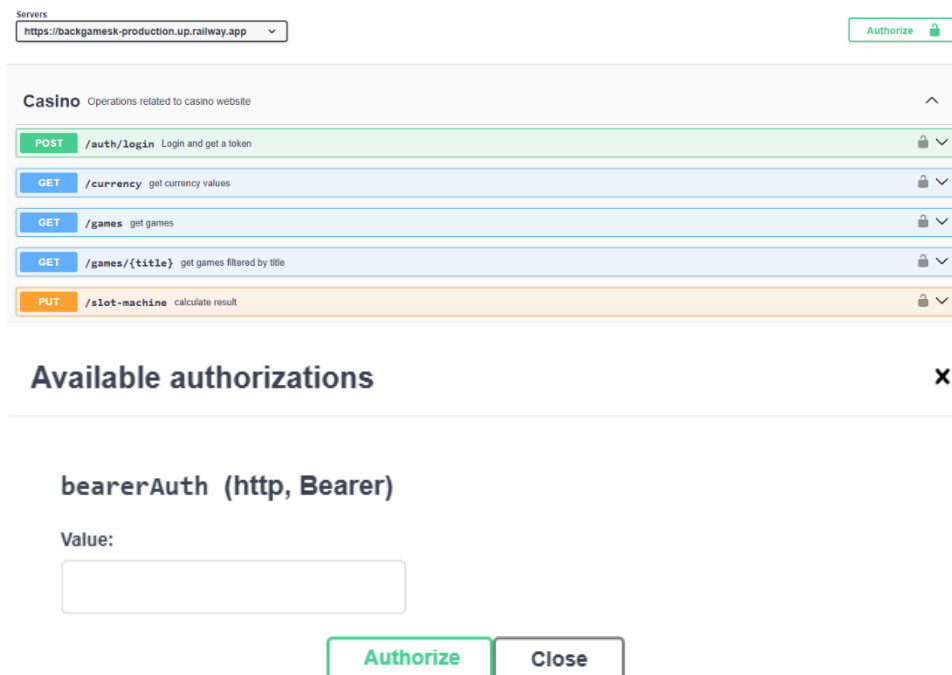 Servers
https://backgamesk-production.up.railway.app
Authorize
Casino Operations related to casino website
POST /auth/login Login and get a token
GET /currency get currency values
GET /games get games
GET /games/{title} get games filtered by title
PUT /slot-machine calculate result
Available authorizations
bearerAuth (http, Bearer)
Value:
Authorize Close